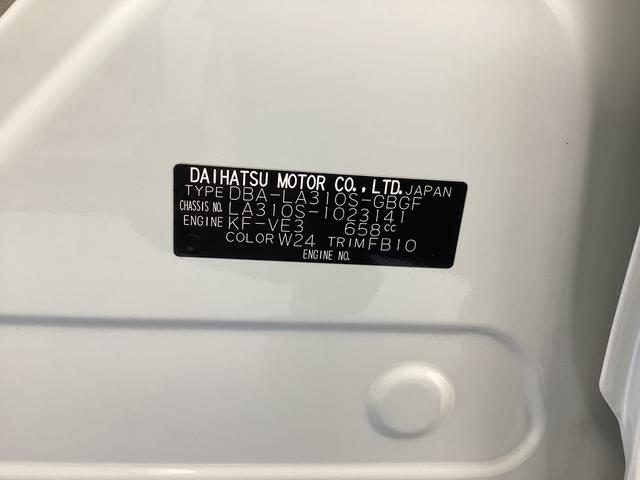 DAIHATSU MOTOR CO., LTD. JAPAN
TYPE DBA-LA310S-GBGF
CHASSIS NO. LA310S-1023141
ENGINE KF-VE3 658cc
COLOR W24 TRIM FB10
ENGINE NO.